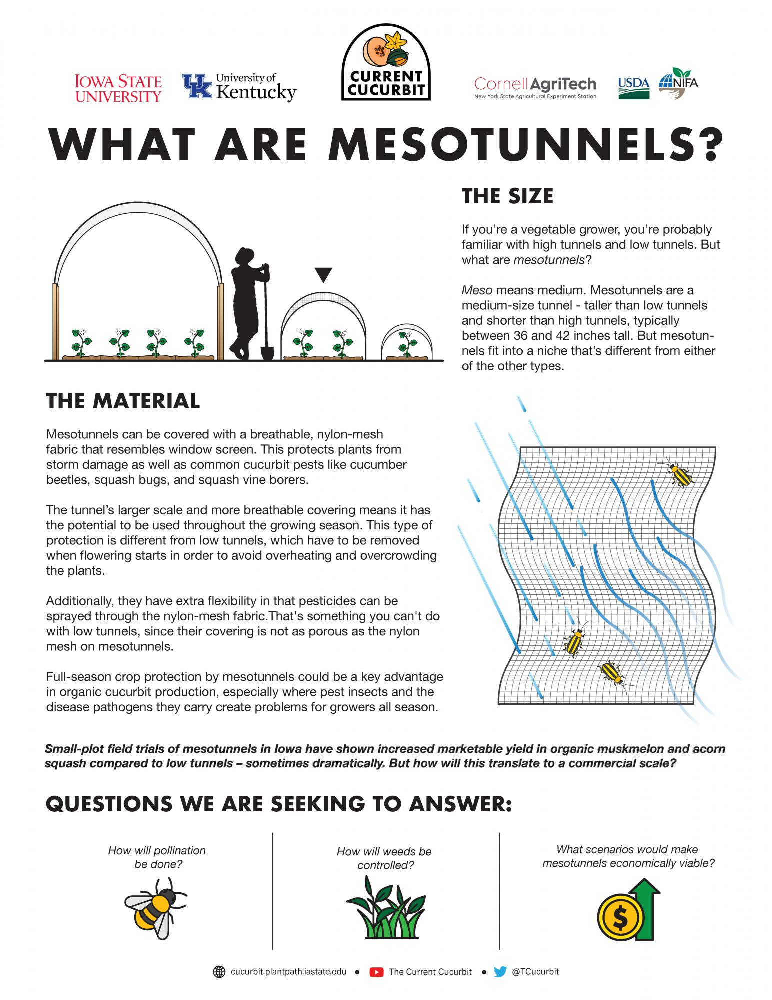 IOWA STATE
UNIVERSITY
UK
University of
Kentucky
CURRENT
CUCURBIT
CornellAgriTech
New York State Agricultural Experiment Station
USDA
NIFA
WHAT ARE MESOTUNNELS?
THE SIZE
If you're a vegetable grower, you're probably
familiar with high tunnels and low tunnels. But
what are mesotunnels?
Meso means medium. Mesotunnels are a
medium-size tunnel - taller than low tunnels
and shorter than high tunnels, typically
between 36 and 42 inches tall. But mesotun-
nels fit into a niche that's different from either
of the other types.
THE MATERIAL
Mesotunnels can be covered with a breathable, nylon-mesh
fabric that resembles window screen. This protects plants from
storm damage as well as common cucurbit pests like cucumber
beetles, squash bugs, and squash vine borers.
The tunnel's larger scale and more breathable covering means it has
the potential to be used throughout the growing season. This type of
protection is different from low tunnels, which have to be removed
when flowering starts in order to avoid overheating and overcrowding
the plants.
Additionally, they have extra flexibility in that pesticides can be
sprayed through the nylon-mesh fabric.That's something you can't do
with low tunnels, since their covering is not as porous as the nylon
mesh on mesotunnels.
Full-season crop protection by mesotunnels could be a key advantage
in organic cucurbit production, especially where pest insects and the
disease pathogens they carry create problems for growers all season.
Small-plot field trials of mesotunnels in Iowa have shown increased marketable yield in organic muskmelon and acorn
squash compared to low tunnels – sometimes dramatically. But how will this translate to a commercial scale?
QUESTIONS WE ARE SEEKING TO ANSWER:
How will pollination
be done?
How will weeds be
controlled?
What scenarios would make
mesotunnels economically viable?
$
cucurbit.plantpath.iastate.edu • The Current Cucurbit • @TCucurbit